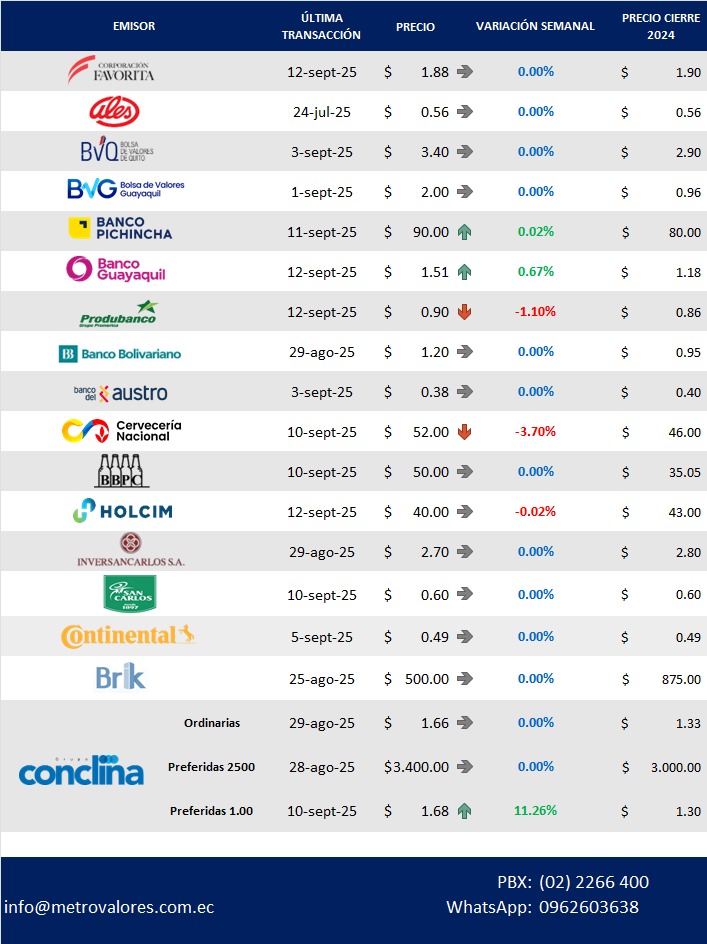 EMISOR ÚLTIMA TRANSACCIÓN PRECIO VARIACIÓN SEMANAL PRECIO CIERRE 2024
CORPORACIÓN FAVORITA 12-sept-25 $ 1.88 0.00% $ 1.90
ales 24-jul-25 $ 0.56 0.00% $ 0.56
BVQ BOLSA DE VALORES DE QUITO 3-sept-25 $ 3.40 0.00% $ 2.90
BVG Bolsa de Valores Guayaquil 1-sept-25 $ 2.00 0.00% $ 0.96
BANCO PICHINCHA 11-sept-25 $ 90.00 0.02% $ 80.00
Banco Guayaquil 12-sept-25 $ 1.51 0.67% $ 1.18
Produbanco Grupo Promerica 12-sept-25 $ 0.90 -1.10% $ 0.86
BB Banco Bolivariano 29-ago-25 $ 1.20 0.00% $ 0.95
banco del austro 3-sept-25 $ 0.38 0.00% $ 0.40
Cervecería Nacional 10-sept-25 $ 52.00 -3.70% $ 46.00
BBPC 10-sept-25 $ 50.00 0.00% $ 35.05
HOLCIM 12-sept-25 $ 40.00 -0.02% $ 43.00
INVERSANCARLOS S.A. 29-ago-25 $ 2.70 0.00% $ 2.80
SAN CARLOS 1897 10-sept-25 $ 0.60 0.00% $ 0.60
Continental 5-sept-25 $ 0.49 0.00% $ 0.49
Brik 25-ago-25 $ 500.00 0.00% $ 875.00
Ordinarias 29-ago-25 $ 1.66 0.00% $ 1.33
Grupo conclina Preferidas 2500 28-ago-25 $3.400.00 0.00% $ 3.000.00
Preferidas 1.00 10-sept-25 $ 1.68 11.26% $ 1.30
PBX: (02) 2266 400
info@metrovalores.com.ec WhatsApp: 0962603638